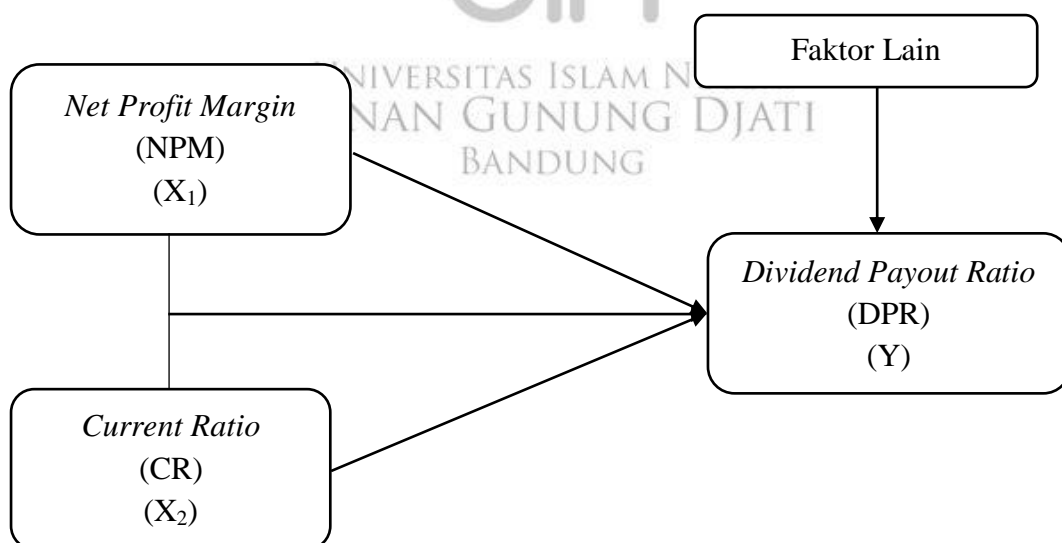 Faktor Lain
UNIVERSITAS ISLAM N
NAN GUNUNG DJATI
BANDUNG
Net Profit Margin
(NPM)
(X₁)
Dividend Payout Ratio
(DPR)
(Y)
Current Ratio
(CR)
(X₂)